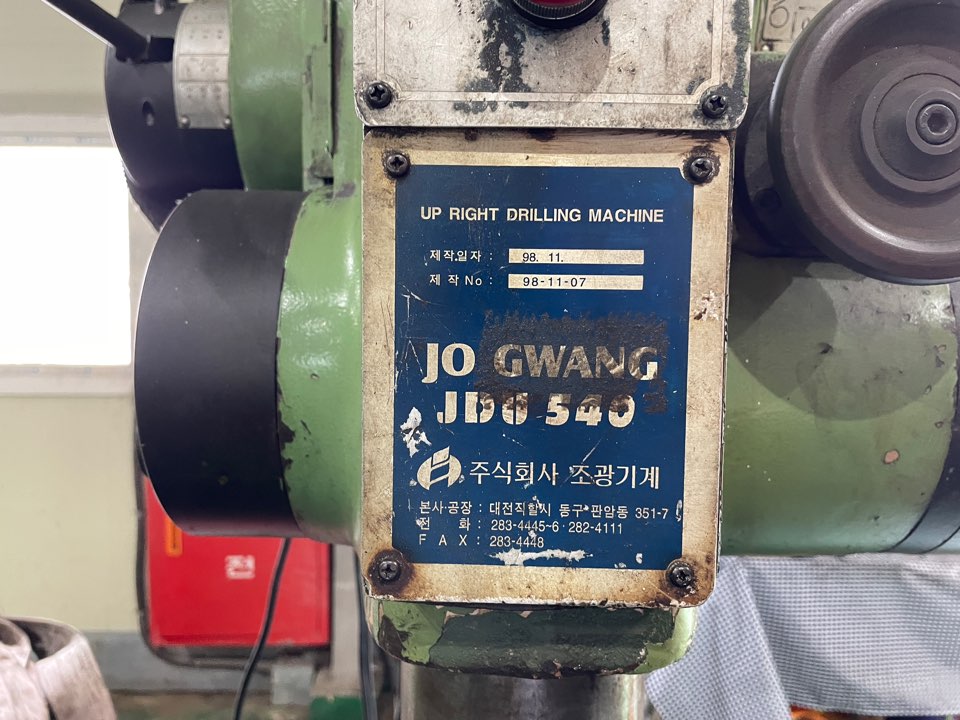 UP RIGHT DRILLING MACHINE
제작일자 : 98. 11.
제 작 No : 98-11-07
JO GWANG
JDU 540
주식회사 조광기계
본사·공장 : 대전직할시 동구 판암동 351-7
전 화 : 283-4445~6 · 282-4111
F A X : 283-4448